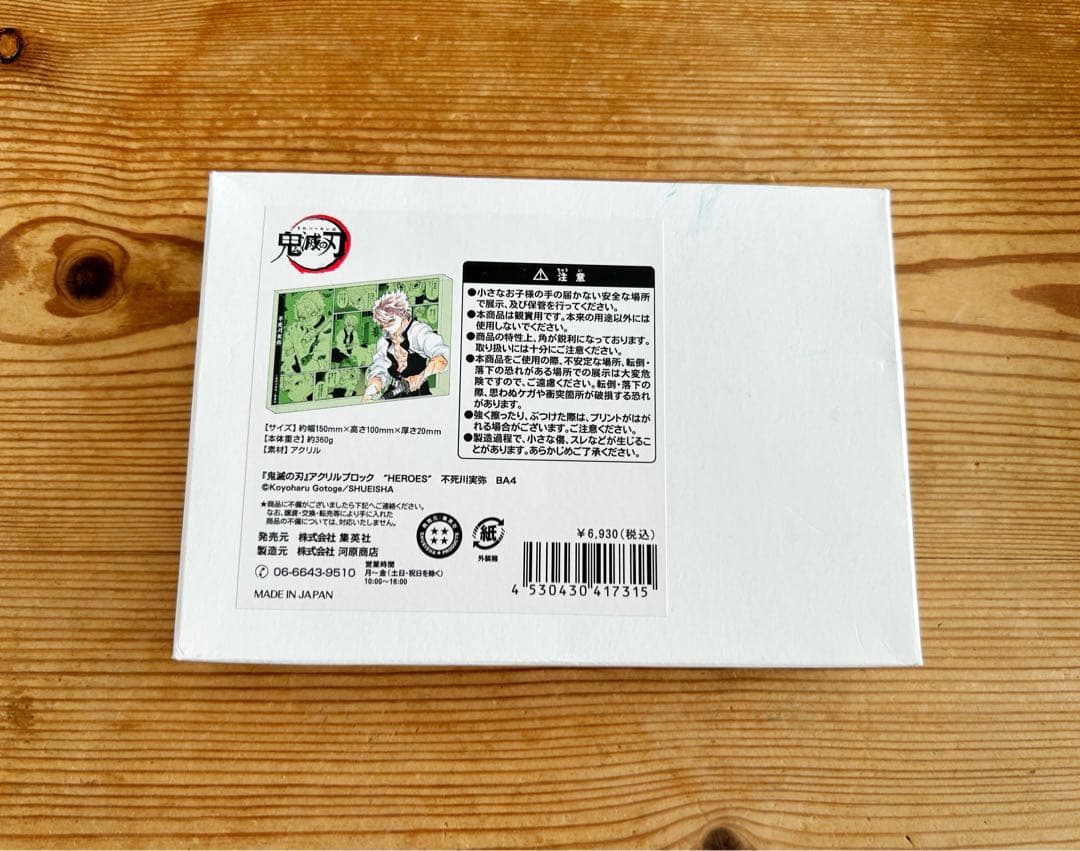 きめつのやいば
鬼滅の刃
不死川実弥
ちゅう い
⚠ 注 意
●小さなお子様の手の届かない安全な場所
で展示、及び保管を行ってください。
●本商品は観賞用です。本来の用途以外には
使用しないでください。
●商品の特性上、角が鋭利になっております。
取り扱いには十分にご注意ください。
●本商品をご使用の際、不安定な場所、転倒・
落下の恐れがある場所での展示は大変危
険ですので、ご遠慮ください。転倒・落下の
際、思わぬケガや衝突箇所が破損する恐れ
があります。
●強く擦ったり、ぶつけた際は、プリントがはが
れる場合がございます。ご注意ください。
●製造過程で、小さな傷、スレなどが生じるこ
とがあります。あらかじめご了承ください。
【サイズ】約幅150mm×高さ100mm×厚さ20mm
【本体重さ】約360g
【素材】アクリル
『鬼滅の刃』アクリルブロック “HEROES” 不死川実弥 BA4
©Koyoharu Gotoge/SHUEISHA
★商品に不備がございましたら下記へご連絡ください。
なお、譲渡・交換・転売等により手に入れた
商品の不備については、対応いたしません。
発売元 株式会社 集英社
製造元 株式会社 河原商店
06-6643-9510
営業時間
月〜金（土日・祝日を除く）
10:00〜16:00
MADE IN JAPAN
紙
外装箱
¥6,930（税込）
4 530430 417315